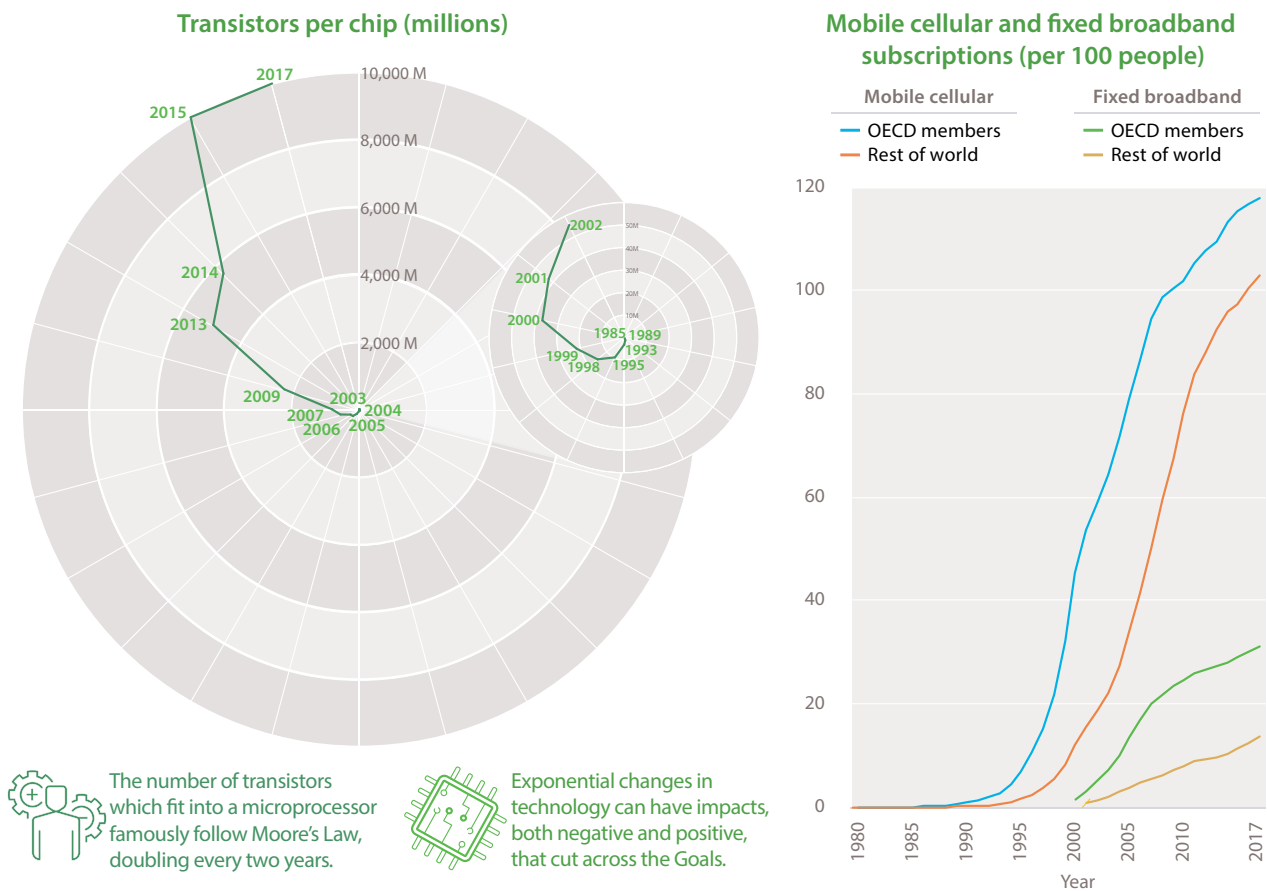 Transistors per chip (millions)
2017
10,000 M
2015
8,000 M
6,000 M
4,000 M
2014
2013
2,000 M
2009
2003
2004
2007
2005
2006
2002
50M
40M
2001
30M
20M
2000
10M
1985
1989
1993
1999
1995
1998
The number of transistors
which fit into a microprocessor
famously follow Moore's Law,
doubling every two years.
Exponential changes in
technology can have impacts,
both negative and positive,
that cut across the Goals.
Mobile cellular and fixed broadband
subscriptions (per 100 people)
Mobile cellular
OECD members
Rest of world
Fixed broadband
OECD members
Rest of world
120
100
80
60
40
20
0
1980
1985
1990
1995
2000
2005
2010
2017
Year